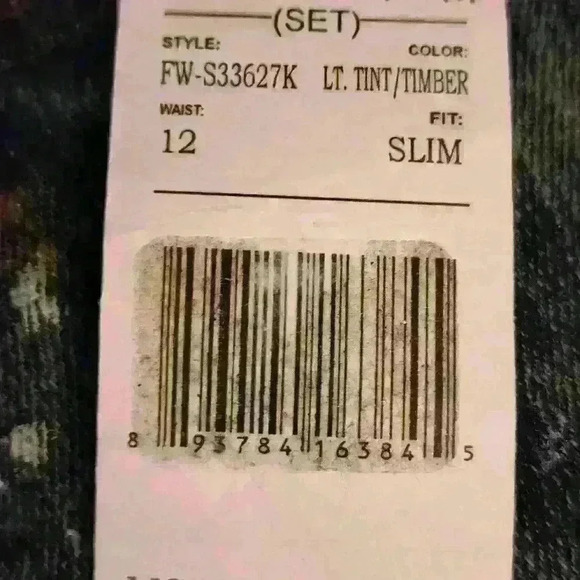 (SET)
STYLE: COLOR:
FW-S33627K LT. TINT/TIMBER
WAIST: FIT:
12 SLIM
8 93784 16384 5